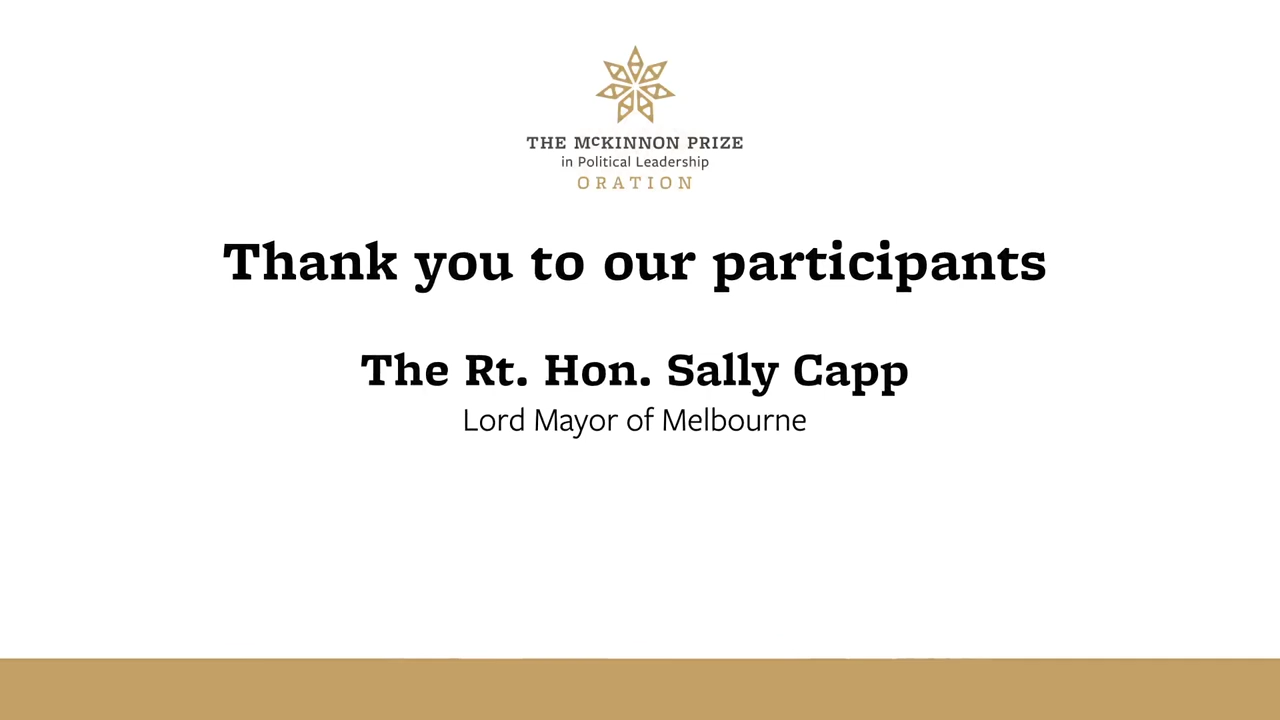 THE McKINNON PRIZE
in Political Leadership
ORATION
Thank you to our participants
The Rt. Hon. Sally Capp
Lord Mayor of Melbourne